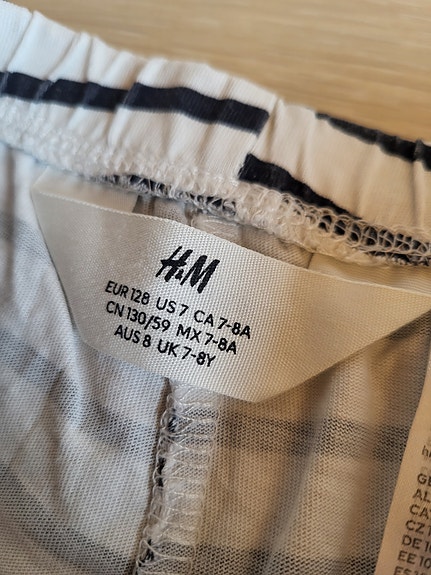 H&M
EUR 128 US 7 CA 7-8A
CN 130/59 MX 7-8A
AUS 8 UK 7-8Y